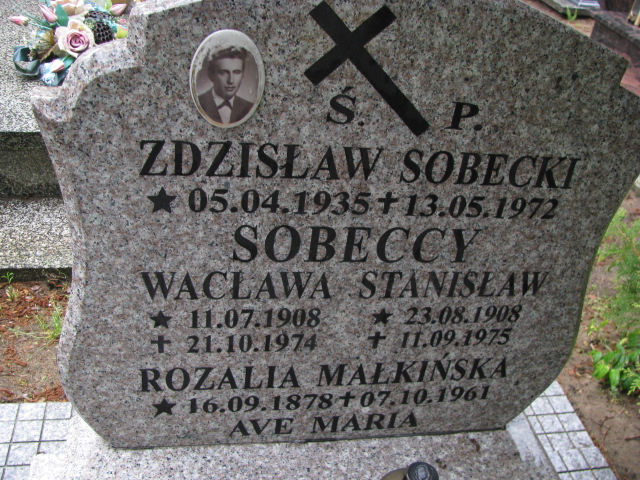 Ś. P.
ZDZISŁAW SOBECKI
★ 05.04.1935 ✝ 13.05.1972
SOBECCY
WACŁAWA STANISŁAW
★ 11.07.1908 ★ 23.08.1908
✝ 21.10.1974 ✝ 11.09.1975
ROZALIA MAŁKIŃSKA
★ 16.09.1878 ✝ 07.10.1961
AVE MARIA